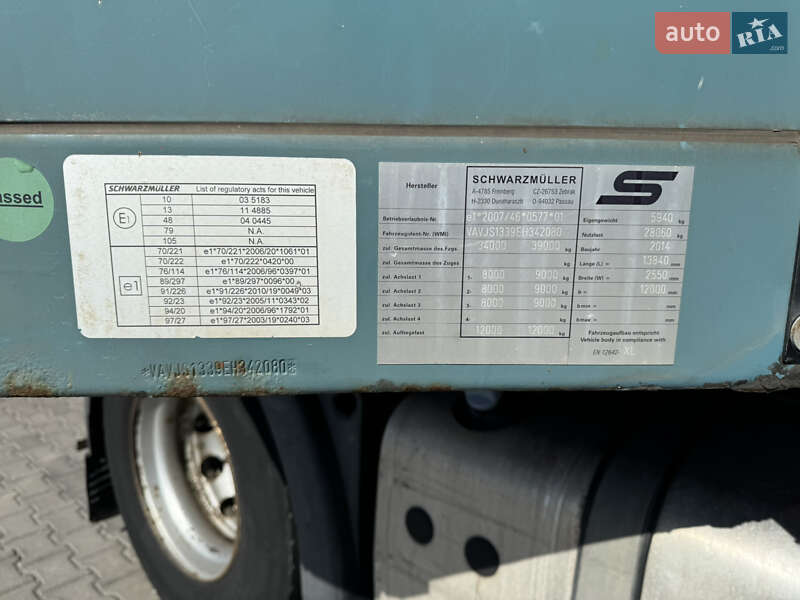 auto RIA .com
assed
SCHWARZMÜLLER List of regulatory acts for this vehicle
E1
10 03 5183
13 11 4885
48 04 0445
79 N.A.
105 N.A.
e1
70/221 e1*70/221*2006/20*1061*01
70/222 e1*70/222*0420*00
76/114 e1*76/114*2006/96*0397*01
89/297 e1*89/297*0096*00
91/226 e1*91/226*2010/19*0049*03
92/23 e1*92/23*2005/11*0343*02
94/20 e1*94/20*2006/96*1792*01
97/27 e1*97/27*2003/19*0240*03
*VAVJS1339EH342080*
Hersteller SCHWARZMÜLLER
A-4785 Freinberg CZ-26753 Zebrak
H-2330 Dunaharaszti D-94032 Passau
S
Betriebserlaubnis-Nr. e1*2007/46*0577*01 Eigengewicht 5940 kg
Fahrzeugident-Nr. (WMI) VAVJS1339EH342080 Nutzlast 28060 kg
zul. Gesamtmasse des Fzgs. 34000 39000 kg Baujahr 2014
zul. Gesamtmasse des Zuges kg Länge (L)= 13840 mm
zul. Achslast 1 1- 8000 9000 kg Breite (W)= 2550 mm
zul. Achslast 2 2- 8000 9000 kg a= 12000 mm
zul. Achslast 3 3- 8000 9000 kg bmin= mm
zul. Achslast 4 4- kg bmax= mm
zul. Aufliegelast 12000 12000 kg Fahrzeugaufbau entspricht
Vehicle body in compliance with
EN 12642- XL